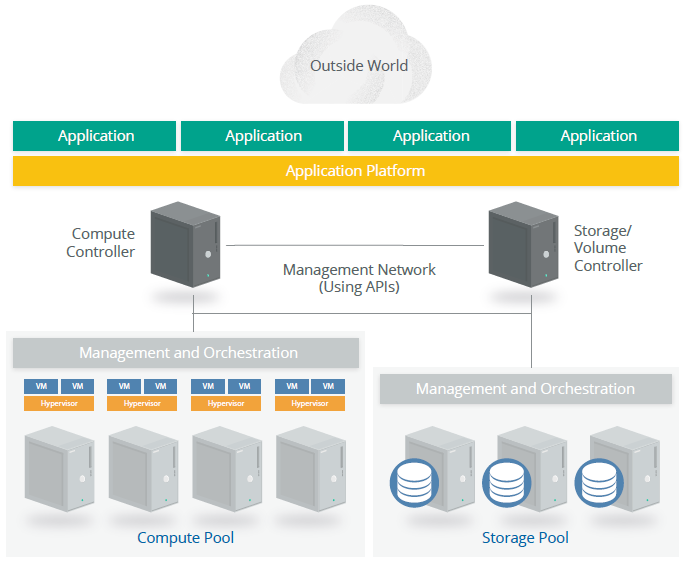 Outside World
Application Application Application Application
Application Platform
Compute
Controller
Storage/
Volume
Controller
Management Network
(Using APIs)
Management and Orchestration
VM VM VM VM VM VM VM VM
Hypervisor Hypervisor Hypervisor Hypervisor
Compute Pool
Management and Orchestration
Storage Pool